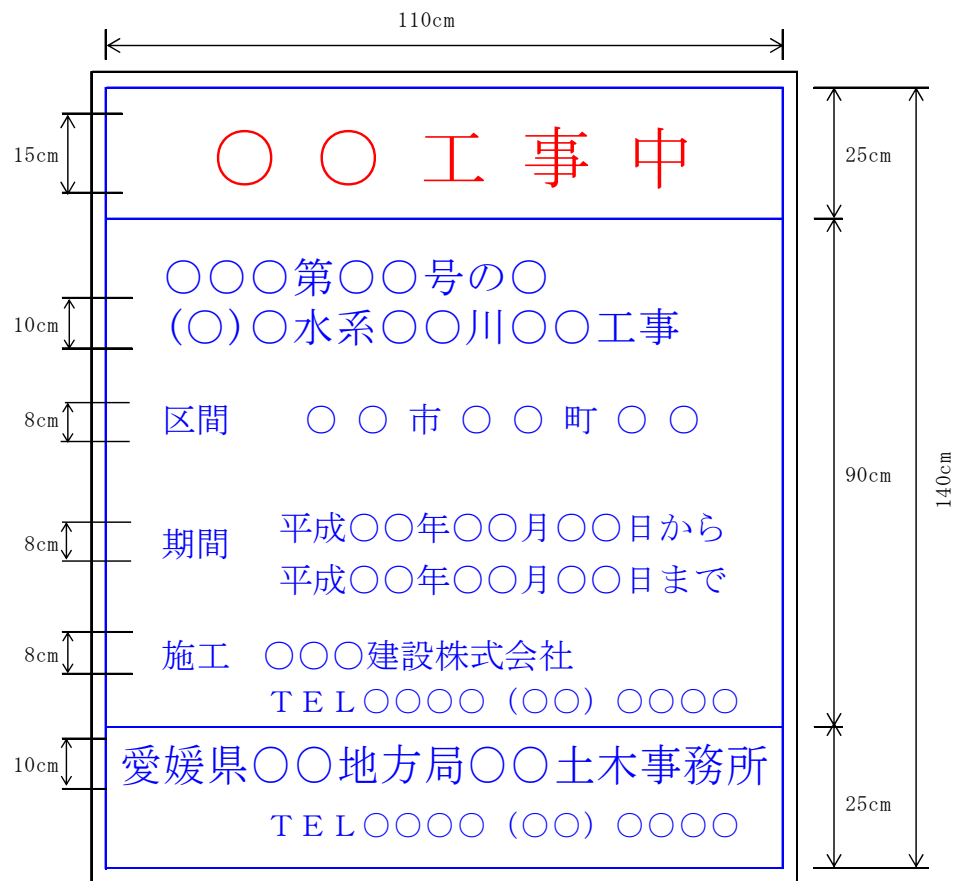 110cm
15cm
○○工事中
25cm
○○○第○○号の○
10cm
(○)○水系○○川○○工事
8cm
区間 ○○市○○町○○
90cm
140cm
8cm
期間 平成○○年○○月○○日から
平成○○年○○月○○日まで
8cm
施工 ○○○建設株式会社
TEL○○○○(○○)○○○○
10cm
愛媛県○○地方局○○土木事務所
25cm
TEL○○○○(○○)○○○○